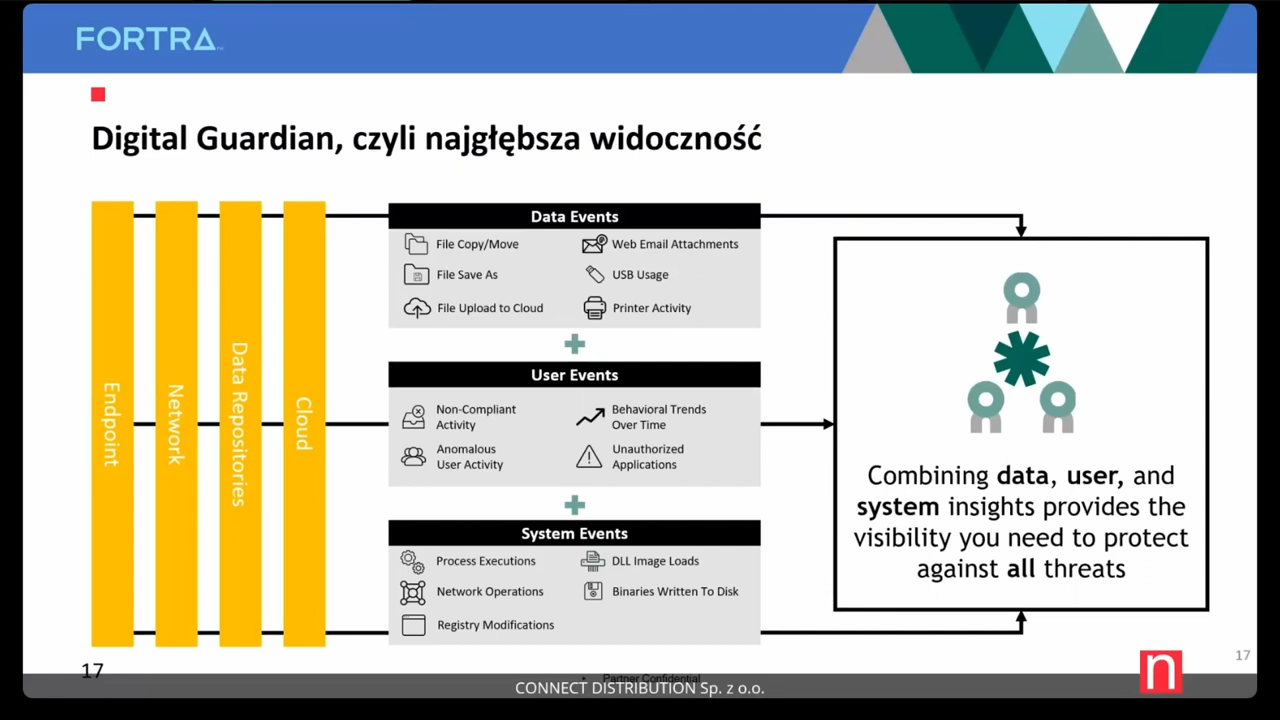 FORTRA
Digital Guardian, czyli najgłębsza widoczność
Endpoint
Network
Data Repositories
Cloud
Data Events
File Copy/Move
Web Email Attachments
File Save As
USB Usage
File Upload to Cloud
Printer Activity
User Events
Non-Compliant
Activity
Behavioral Trends
Over Time
Anomalous
User Activity
Unauthorized
Applications
System Events
Process Executions
DLL Image Loads
Network Operations
Binaries Written To Disk
Registry Modifications
Combining data, user, and
system insights provides the
visibility you need to protect
against all threats
17
17
n
• Partner Confidential
CONNECT DISTRIBUTION Sp. z o.o.